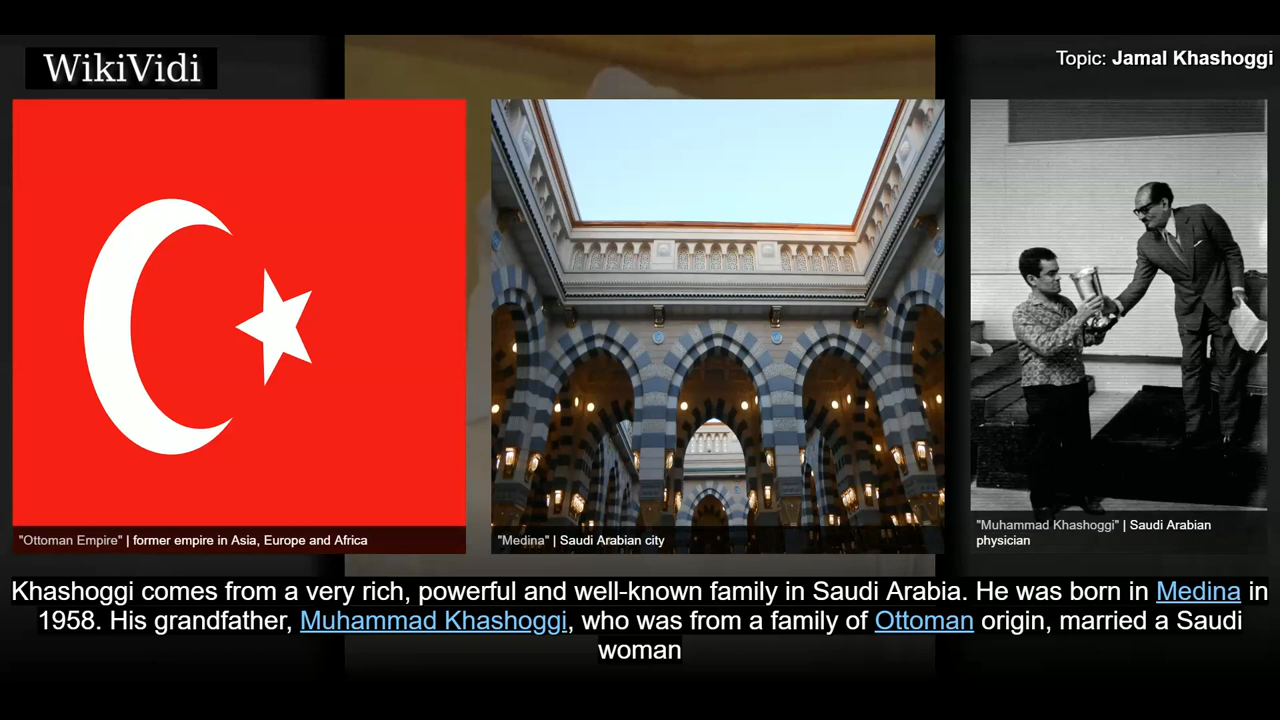 WikiVidi
Topic: Jamal Khashoggi
"Ottoman Empire" | former empire in Asia, Europe and Africa
"Medina" | Saudi Arabian city
"Muhammad Khashoggi" | Saudi Arabian
physician
Khashoggi comes from a very rich, powerful and well-known family in Saudi Arabia. He was born in Medina in
1958. His grandfather, Muhammad Khashoggi, who was from a family of Ottoman origin, married a Saudi
woman